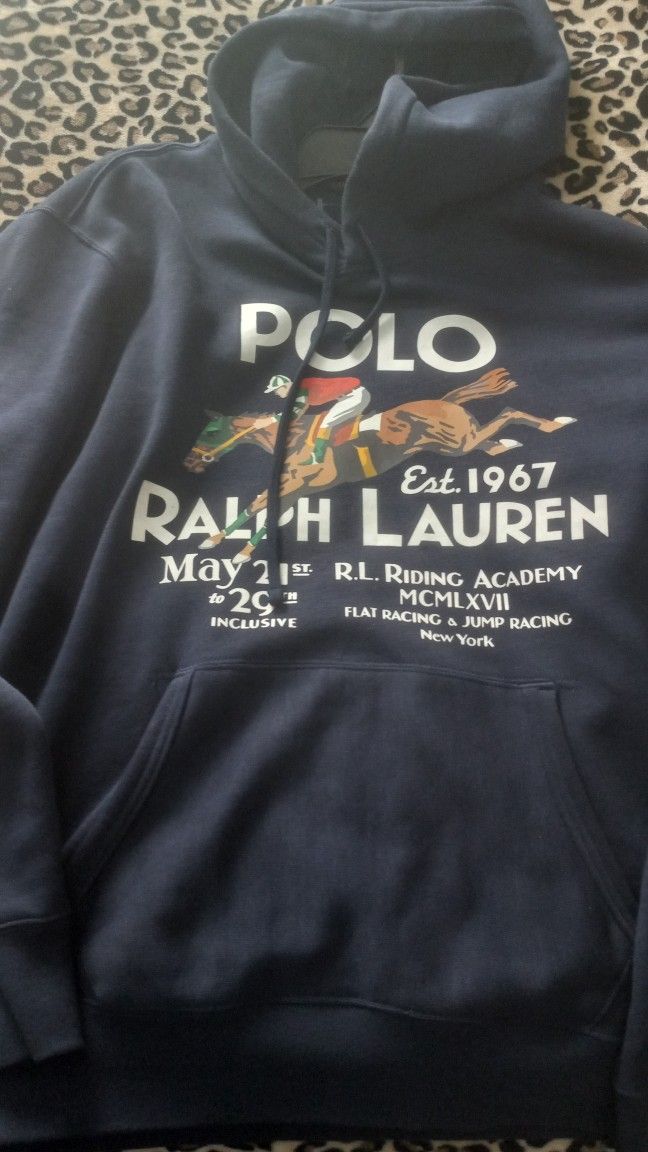 POLO
Est. 1967
RALPH LAUREN
May 21ST.
to 29TH
INCLUSIVE
R.L. RIDING ACADEMY
MCMLXVII
FLAT RACING & JUMP RACING
New York